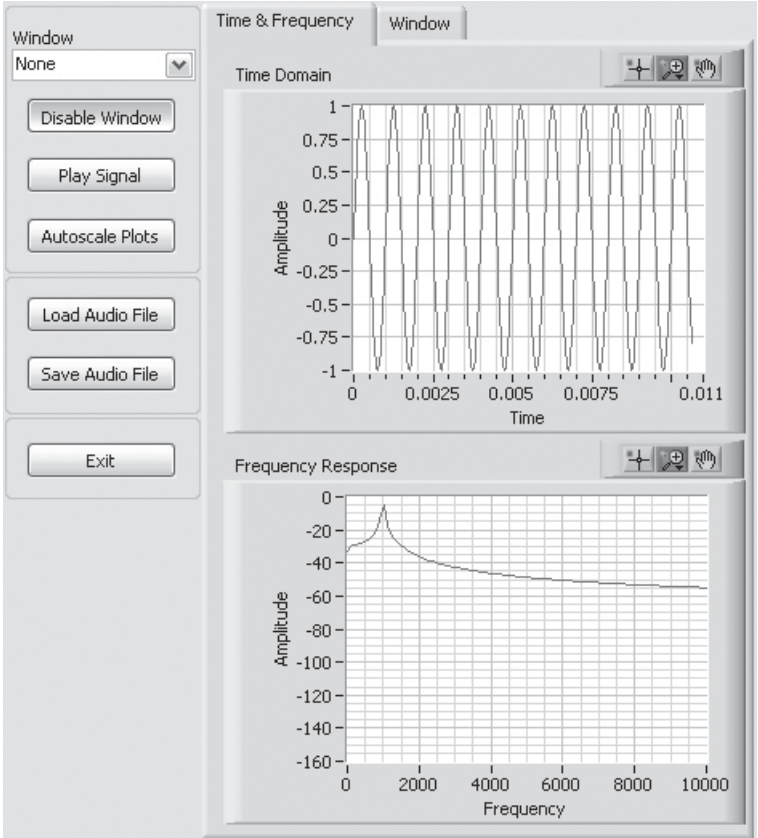 Window
None
Disable Window
Play Signal
Autoscale Plots
Load Audio File
Save Audio File
Exit
Time & Frequency
Window
Time Domain
1
0.75
0.5
0.25
0
-0.25
-0.5
-0.75
-1
Amplitude
0 0.0025 0.005 0.0075 0.011
Time
Frequency Response
0
-20
-40
-60
-80
-100
-120
-140
-160
Amplitude
0 2000 4000 6000 8000 10000
Frequency